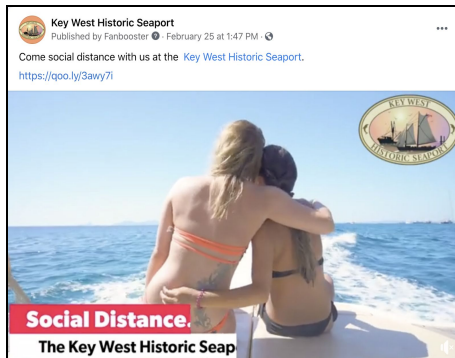 Key West Historic Seaport
Published by Fanbooster · February 25 at 1:47 PM ·
Come social distance with us at the Key West Historic Seaport.
https://qoo.ly/3awy7i
KEY WEST
HISTORIC SEAPORT
Social Distance.
The Key West Historic Seap